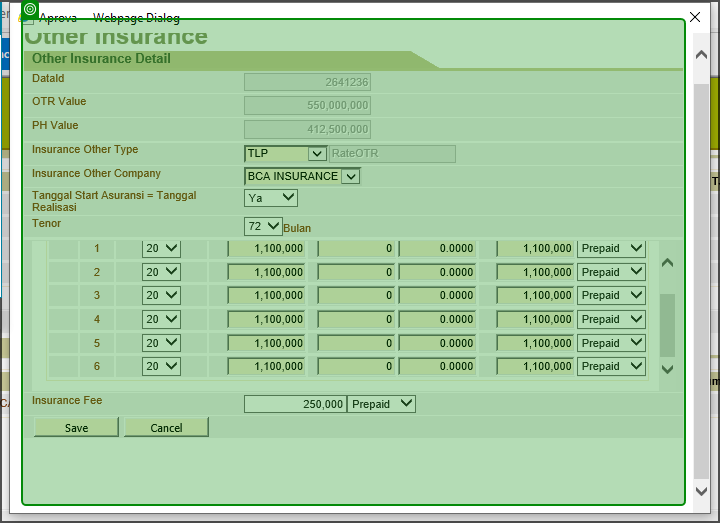 Aprova -- Webpage Dialog
Other Insurance
Other Insurance Detail
DataId 2641236
OTR Value 550,000,000
PH Value 412,500,000
Insurance Other Type TLP RateOTR
Insurance Other Company BCA INSURANCE
Tanggal Start Asuransi = Tanggal
Realisasi Ya
Tenor 72 Bulan
1 20 1,100,000 0 0.0000 1,100,000 Prepaid
2 20 1,100,000 0 0.0000 1,100,000 Prepaid
3 20 1,100,000 0 0.0000 1,100,000 Prepaid
4 20 1,100,000 0 0.0000 1,100,000 Prepaid
5 20 1,100,000 0 0.0000 1,100,000 Prepaid
6 20 1,100,000 0 0.0000 1,100,000 Prepaid
Insurance Fee 250,000 Prepaid
Save Cancel